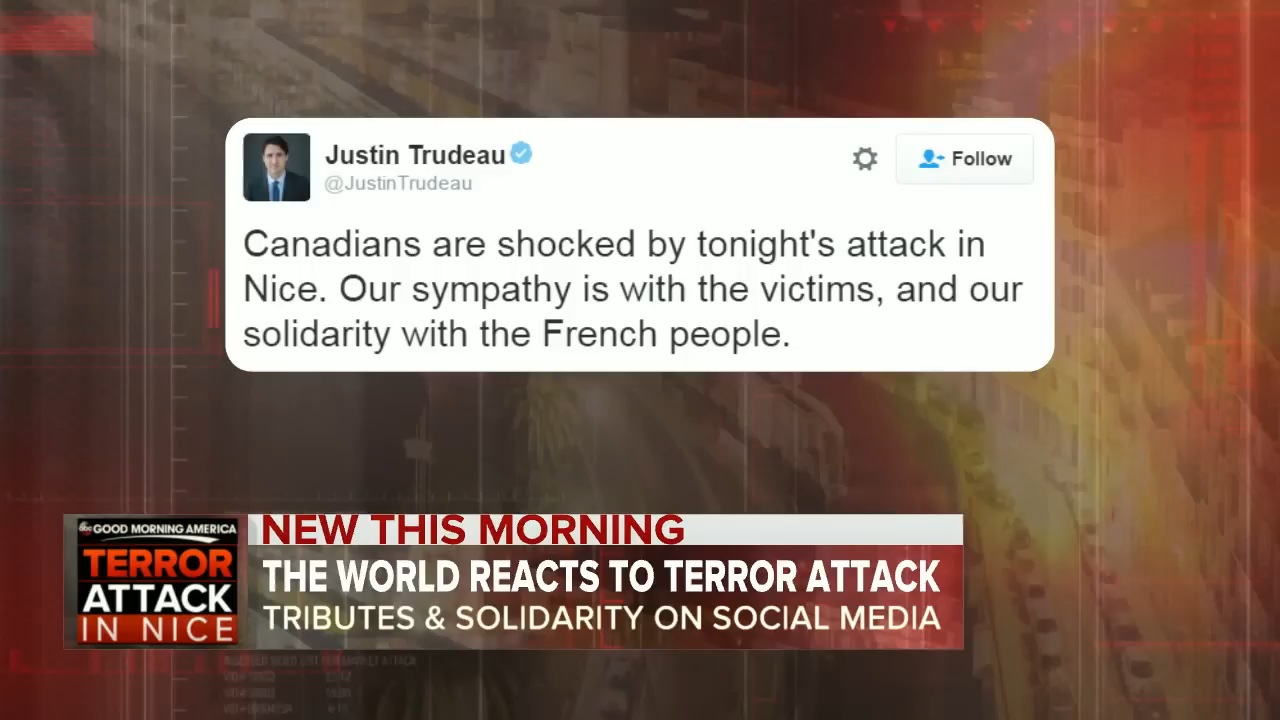 Justin Trudeau
@JustinTrudeau
Follow
Canadians are shocked by tonight's attack in
Nice. Our sympathy is with the victims, and our
solidarity with the French people.
abc GOOD MORNING AMERICA
TERROR
ATTACK
IN NICE
NEW THIS MORNING
THE WORLD REACTS TO TERROR ATTACK
TRIBUTES & SOLIDARITY ON SOCIAL MEDIA